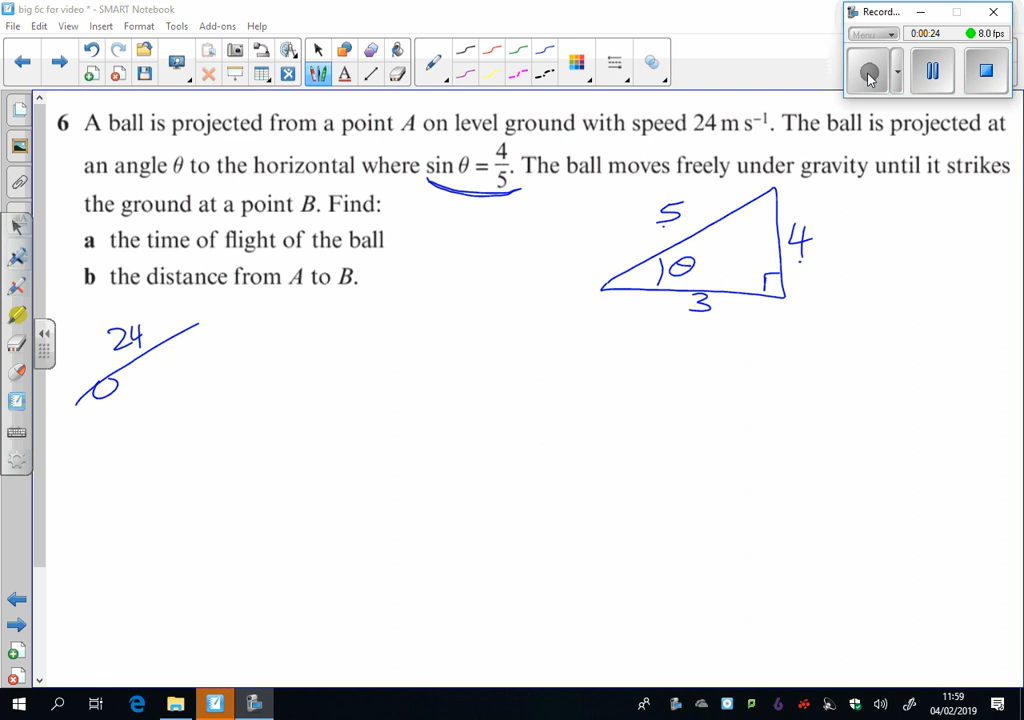 big 6c for video * - SMART Notebook
File Edit View Insert Format Tools Add-ons Help
Record...
Menu
0:00:24
8.0 fps
6 A ball is projected from a point A on level ground with speed 24 m s⁻¹. The ball is projected at
an angle θ to the horizontal where sin θ = 4/5. The ball moves freely under gravity until it strikes
the ground at a point B. Find:
a the time of flight of the ball
b the distance from A to B.
5
4
θ
3
24
11:59
04/02/2019